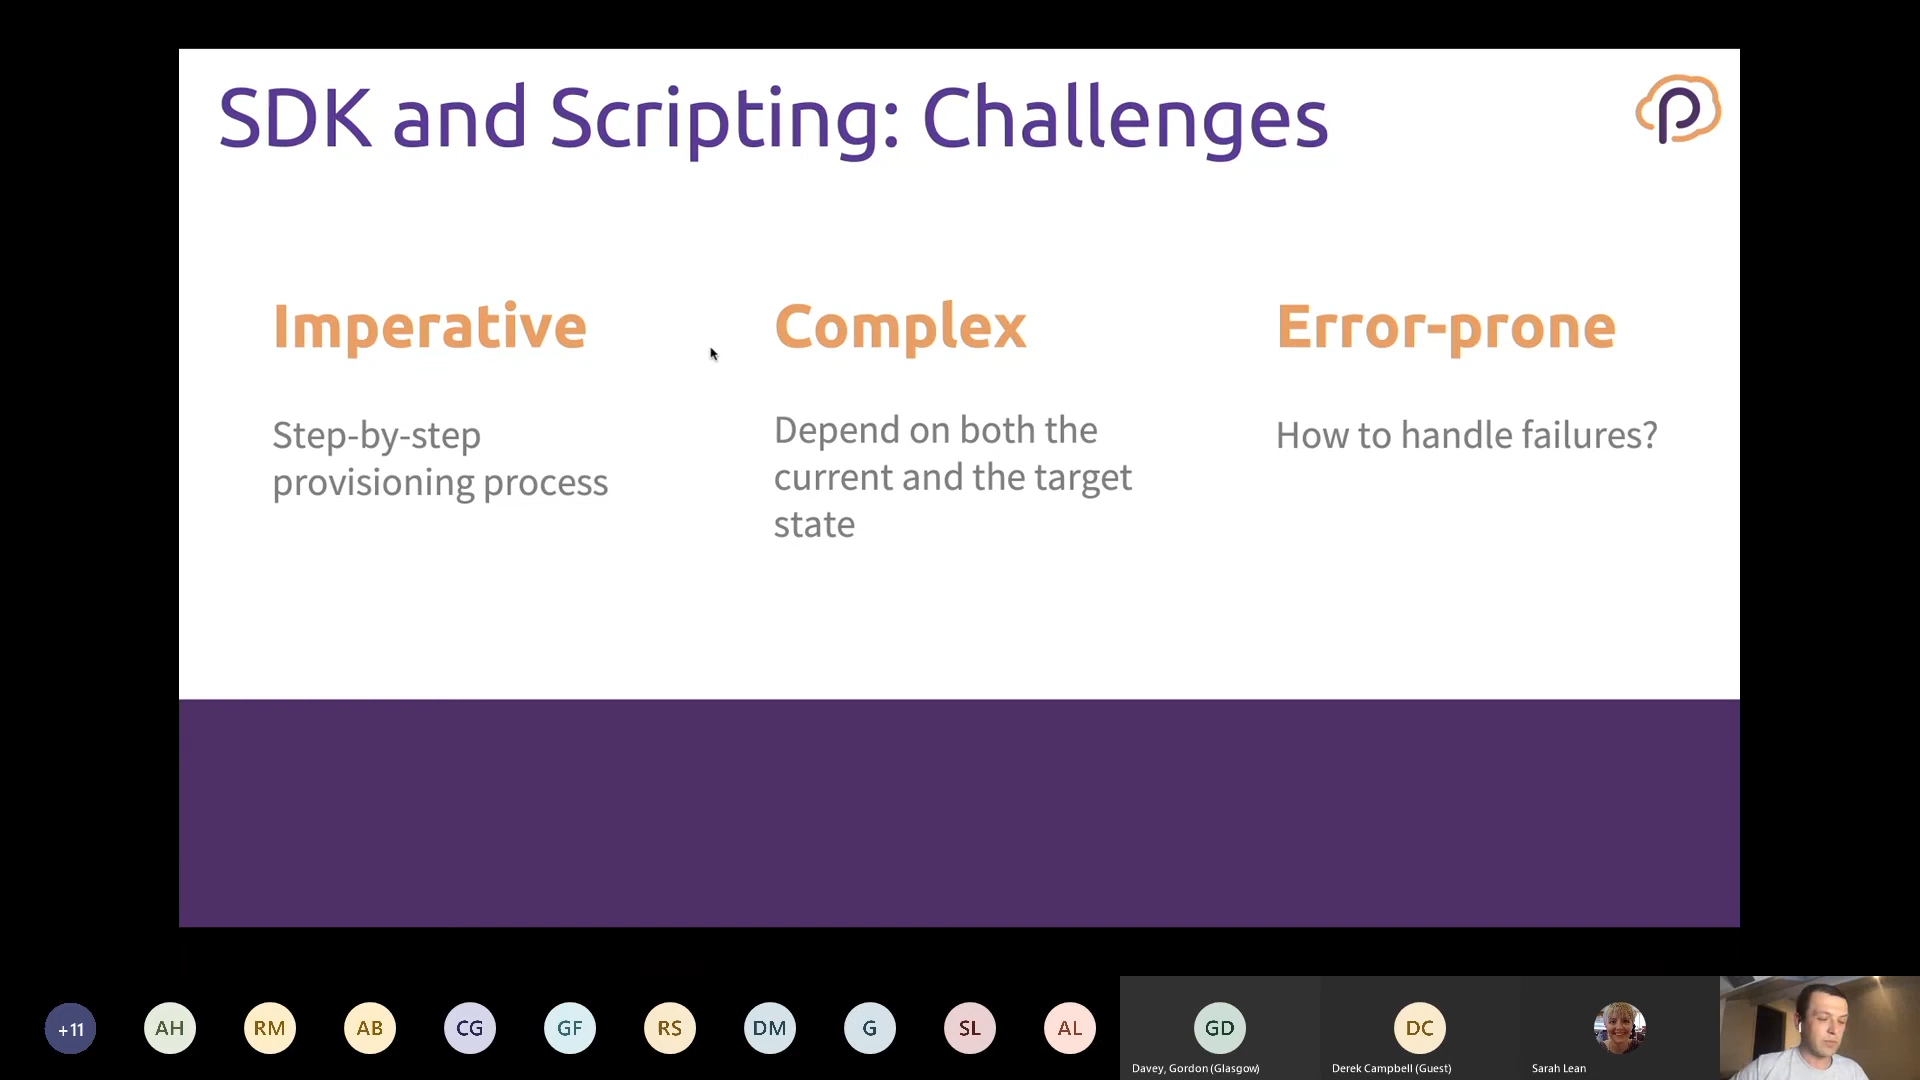 SDK and Scripting: Challenges
Imperative
Step-by-step
provisioning process
Complex
Depend on both the
current and the target
state
Error-prone
How to handle failures?
+11
AH
RM
AB
CG
GF
RS
DM
G
SL
AL
GD
Davey, Gordon (Glasgow)
DC
Derek Campbell (Guest)
Sarah Lean